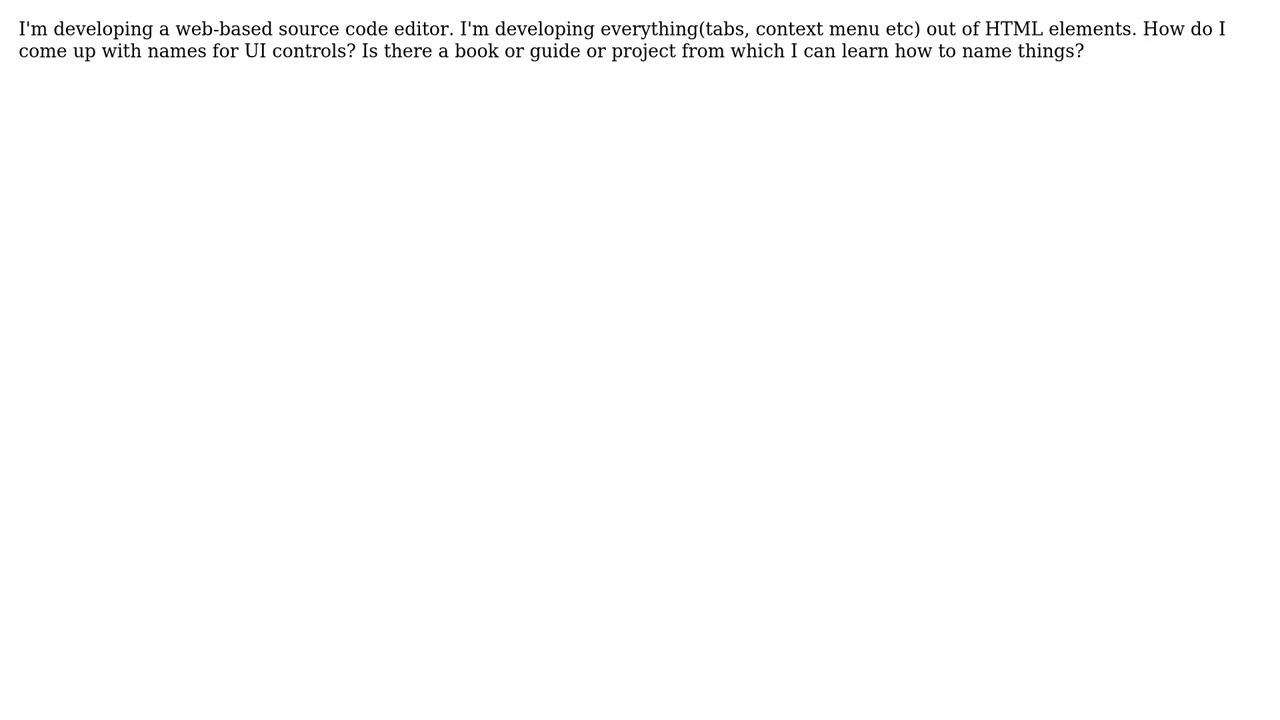 I'm developing a web-based source code editor. I'm developing everything(tabs, context menu etc) out of HTML elements. How do I
come up with names for UI controls? Is there a book or guide or project from which I can learn how to name things?